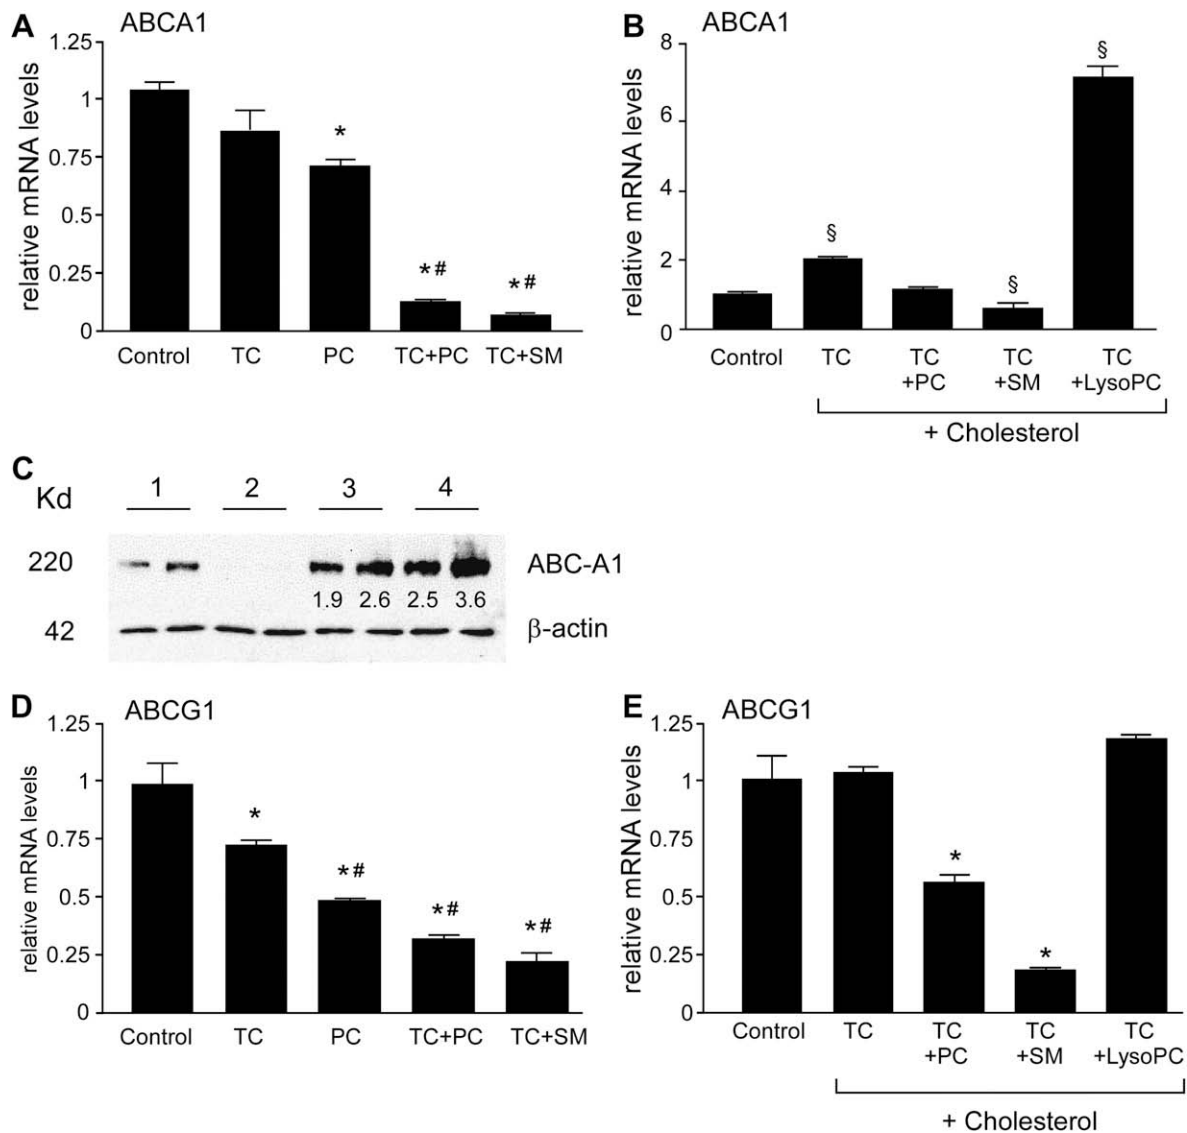 A ABCA1
relative mRNA levels
1.25
1
0.75
0.5
0.25
0
*
*#
*#
Control TC PC TC+PC TC+SM
B ABCA1
relative mRNA levels
8
6
4
2
0
§
§
§
Control TC TC TC TC
+PC +SM +LysoPC
+ Cholesterol
C
Kd 1 2 3 4
220 ABC-A1
1.9 2.6 2.5 3.6
42 β-actin
D ABCG1
relative mRNA levels
1.25
1
0.75
0.5
0.25
0
*
*#
*#
*#
Control TC PC TC+PC TC+SM
E ABCG1
relative mRNA levels
1.25
1
0.75
0.5
0.25
0
*
*
Control TC TC TC TC
+PC +SM +LysoPC
+ Cholesterol